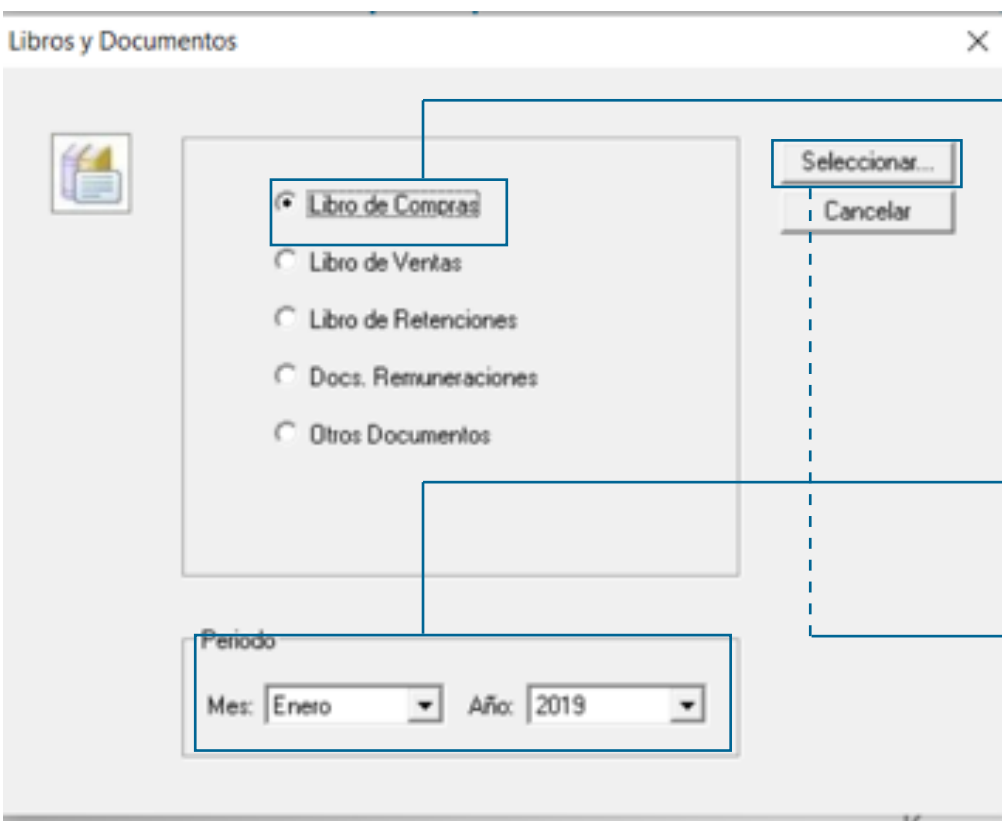 Libros y Documentos
Seleccionar...
Cancelar
Libro de Compras
Libro de Ventas
Libro de Retenciones
Docs. Remuneraciones
Otros Documentos
Periodo
Mes: Enero Año: 2019